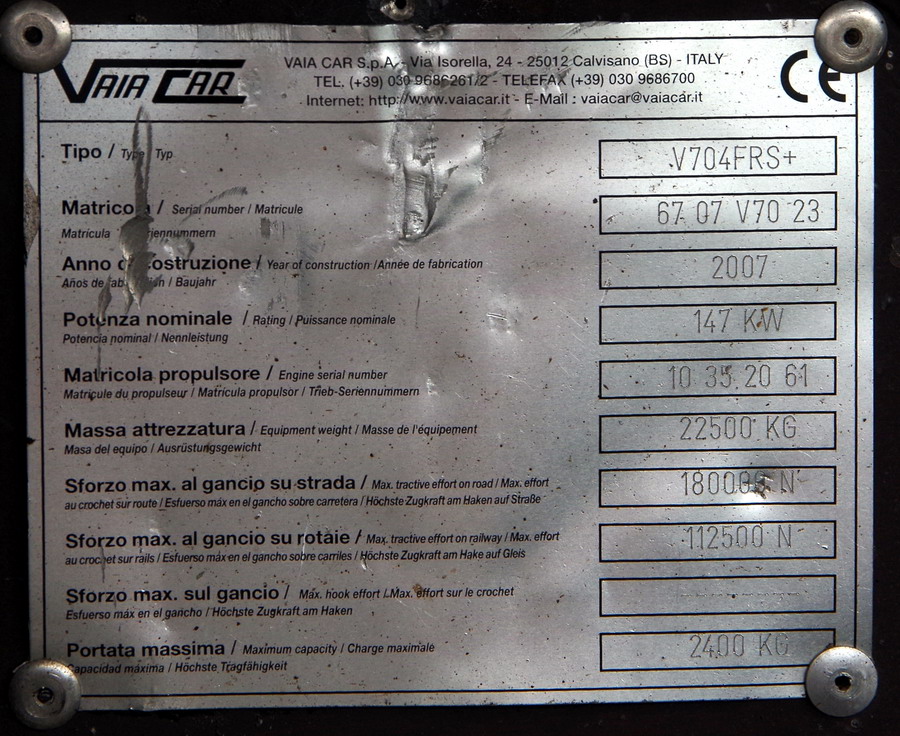 VAIA CAR
VAIA CAR S.p.A. - Via Isorella, 24 - 25012 Calvisano (BS) - ITALY
TEL. (+39) 030 9686261/2 - TELEFAX (+39) 030 9686700
Internet: http://www.vaiacar.it - E-Mail : vaiacar@vaiacar.it
CE
Tipo / Type / Typ V704FRS+
Matricola / Serial number / Matricule 67 07 V70 23
Matrícula / Seriennummern
Anno di costruzione / Year of construction / Année de fabrication 2007
Años de fabricación / Baujahr
Potenza nominale / Rating / Puissance nominale 147 KW
Potencia nominal / Nennleistung
Matricola propulsore / Engine serial number 10 35 20 61
Matricule du propulseur / Matrícula propulsor / Trieb-Seriennummern
Massa attrezzatura / Equipment weight / Masse de l'équipement 22500 KG
Masa del equipo / Ausrüstungsgewicht
Sforzo max. al gancio su strada / Max. tractive effort on road / Max. effort 180000 N
au crochet sur route / Esfuerso máx en el gancho sobre carretera / Höchste Zugkraft am Haken auf Straße
Sforzo max. al gancio su rotaie / Max. tractive effort on railway / Max. effort 112500 N
au crochet sur rails / Esfuerso máx en el gancho sobre carriles / Höchste Zugkraft am Hake auf Gleis
Sforzo max. sul gancio / Max. hook effort / Max. effort sur le crochet
Esfuerso máx en el gancho / Höchste Zugkraft am Haken
Portata massima / Maximum capacity / Charge maximale 2400 KG
Capacidad máxima / Höchste Tragfähigkeit